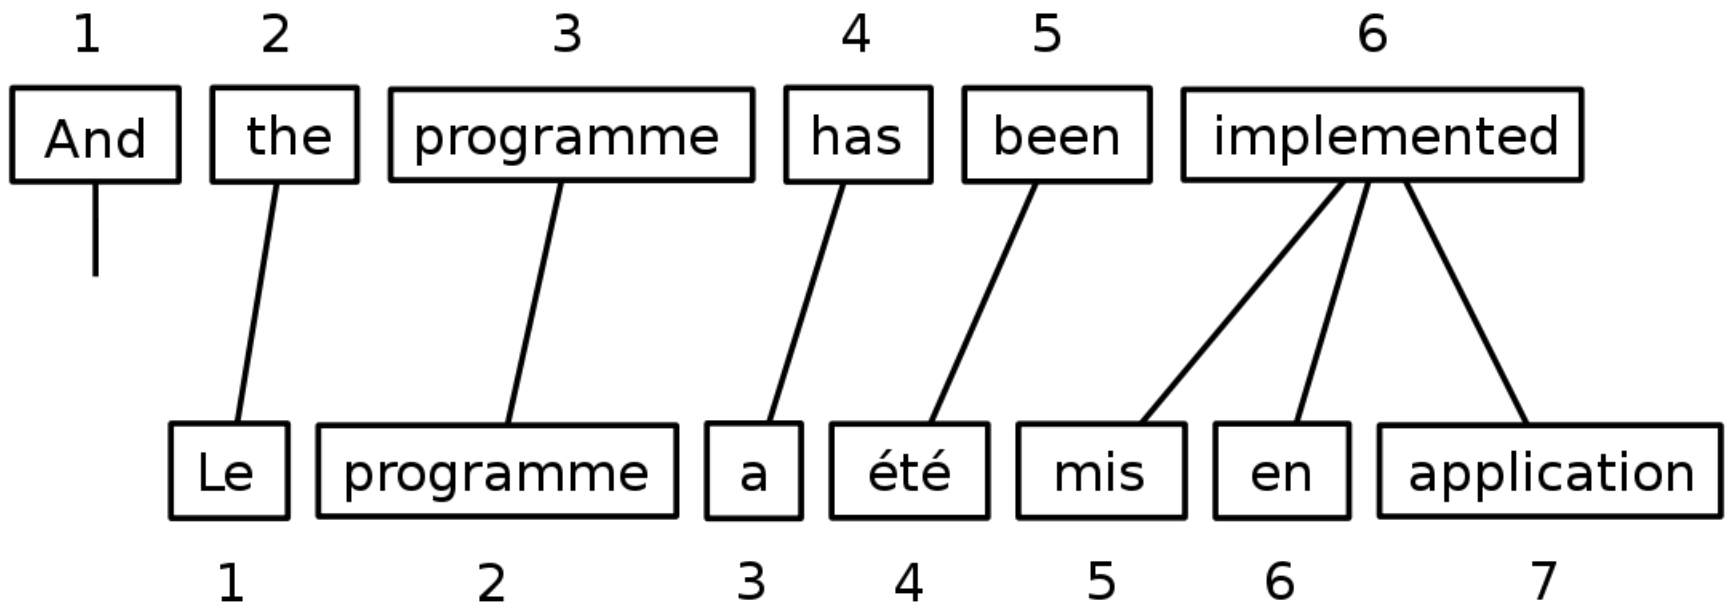 1 2 3 4 5 6
And the programme has been implemented
Le programme a été mis en application
1 2 3 4 5 6 7